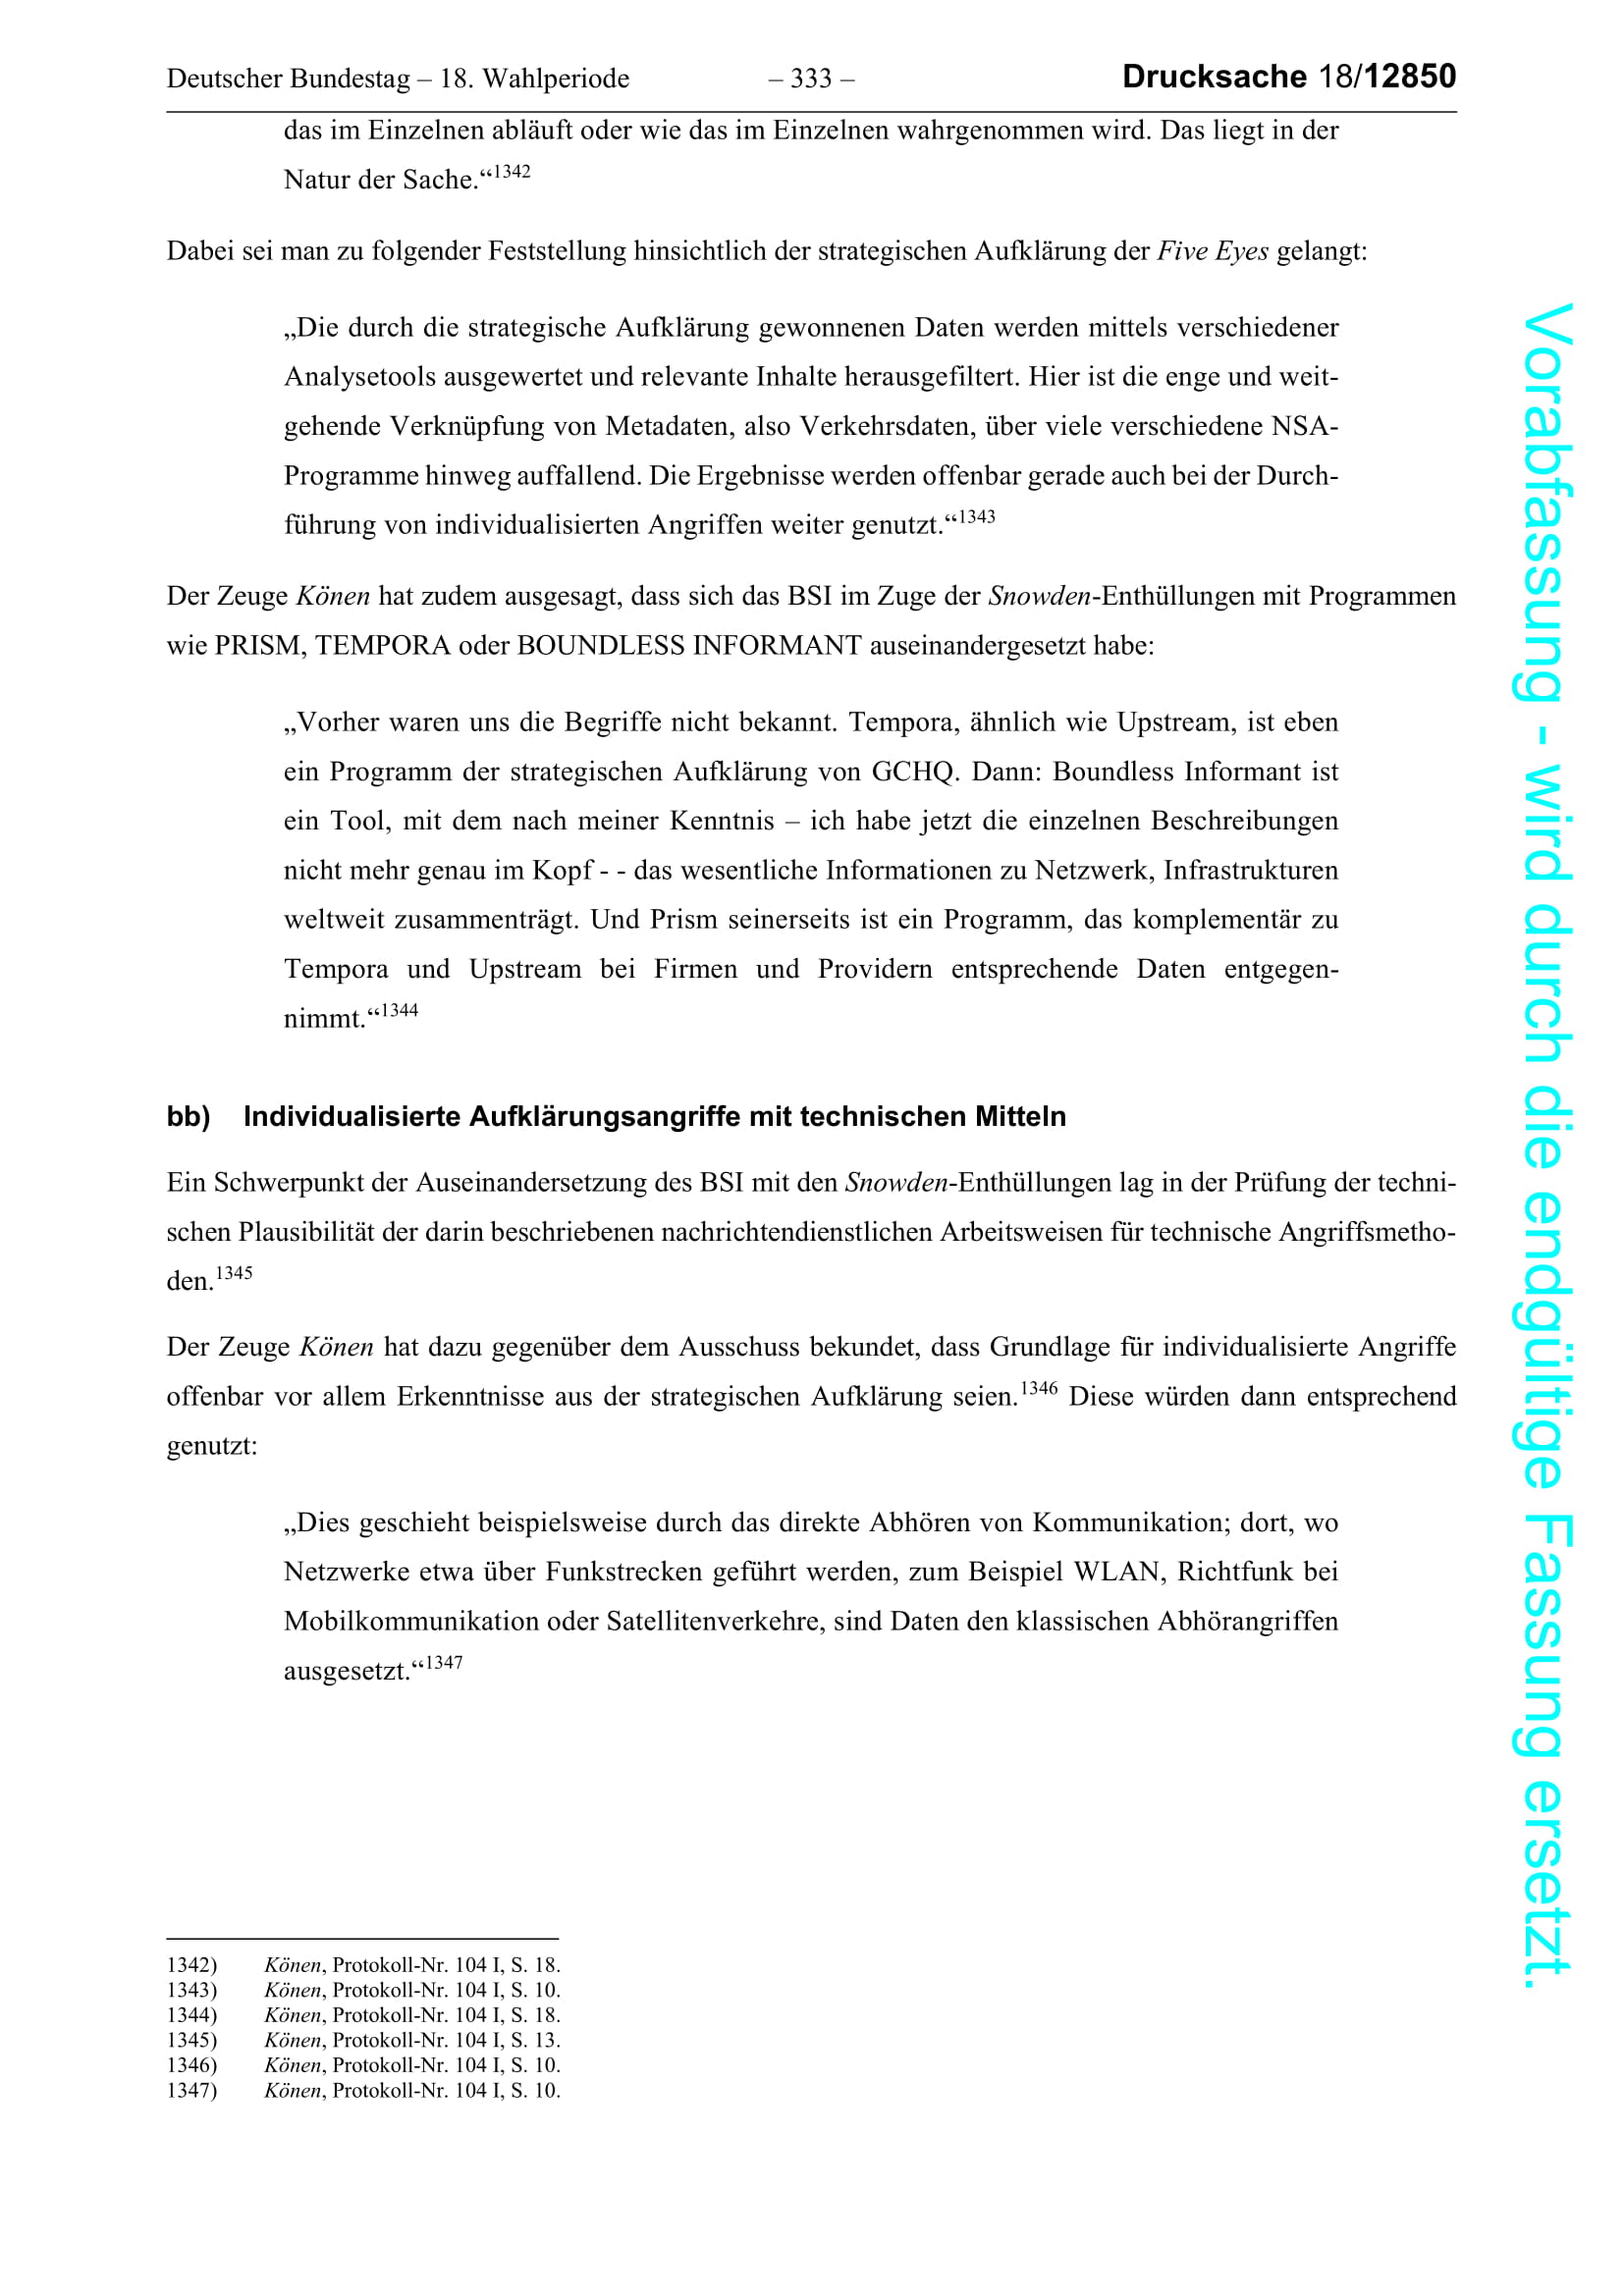 Deutscher Bundestag – 18. Wahlperiode – 333 – Drucksache 18/12850
das im Einzelnen abläuft oder wie das im Einzelnen wahrgenommen wird. Das liegt in der
Natur der Sache.“1342
Dabei sei man zu folgender Feststellung hinsichtlich der strategischen Aufklärung der Five Eyes gelangt:
„Die durch die strategische Aufklärung gewonnenen Daten werden mittels verschiedener
Analysetools ausgewertet und relevante Inhalte herausgefiltert. Hier ist die enge und weit-
gehende Verknüpfung von Metadaten, also Verkehrsdaten, über viele verschiedene NSA-
Programme hinweg auffallend. Die Ergebnisse werden offenbar gerade auch bei der Durch-
führung von individualisierten Angriffen weiter genutzt.“1343
Der Zeuge Könen hat zudem ausgesagt, dass sich das BSI im Zuge der Snowden-Enthüllungen mit Programmen
wie PRISM, TEMPORA oder BOUNDLESS INFORMANT auseinandergesetzt habe:
„Vorher waren uns die Begriffe nicht bekannt. Tempora, ähnlich wie Upstream, ist eben
ein Programm der strategischen Aufklärung von GCHQ. Dann: Boundless Informant ist
ein Tool, mit dem nach meiner Kenntnis – ich habe jetzt die einzelnen Beschreibungen
nicht mehr genau im Kopf - - das wesentliche Informationen zu Netzwerk, Infrastrukturen
weltweit zusammenträgt. Und Prism seinerseits ist ein Programm, das komplementär zu
Tempora und Upstream bei Firmen und Providern entsprechende Daten entgegen-
nimmt.“1344
bb) Individualisierte Aufklärungsangriffe mit technischen Mitteln
Ein Schwerpunkt der Auseinandersetzung des BSI mit den Snowden-Enthüllungen lag in der Prüfung der techni-
schen Plausibilität der darin beschriebenen nachrichtendienstlichen Arbeitsweisen für technische Angriffsmetho-
den.1345
Der Zeuge Könen hat dazu gegenüber dem Ausschuss bekundet, dass Grundlage für individualisierte Angriffe
offenbar vor allem Erkenntnisse aus der strategischen Aufklärung seien.1346 Diese würden dann entsprechend
genutzt:
„Dies geschieht beispielsweise durch das direkte Abhören von Kommunikation; dort, wo
Netzwerke etwa über Funkstrecken geführt werden, zum Beispiel WLAN, Richtfunk bei
Mobilkommunikation oder Satellitenverkehre, sind Daten den klassischen Abhörangriffen
ausgesetzt.“1347
1342) Könen, Protokoll-Nr. 104 I, S. 18.
1343) Könen, Protokoll-Nr. 104 I, S. 10.
1344) Könen, Protokoll-Nr. 104 I, S. 18.
1345) Könen, Protokoll-Nr. 104 I, S. 13.
1346) Könen, Protokoll-Nr. 104 I, S. 10.
1347) Könen, Protokoll-Nr. 104 I, S. 10.
Vorabfassung - wird durch die endgültige Fassung ersetzt.